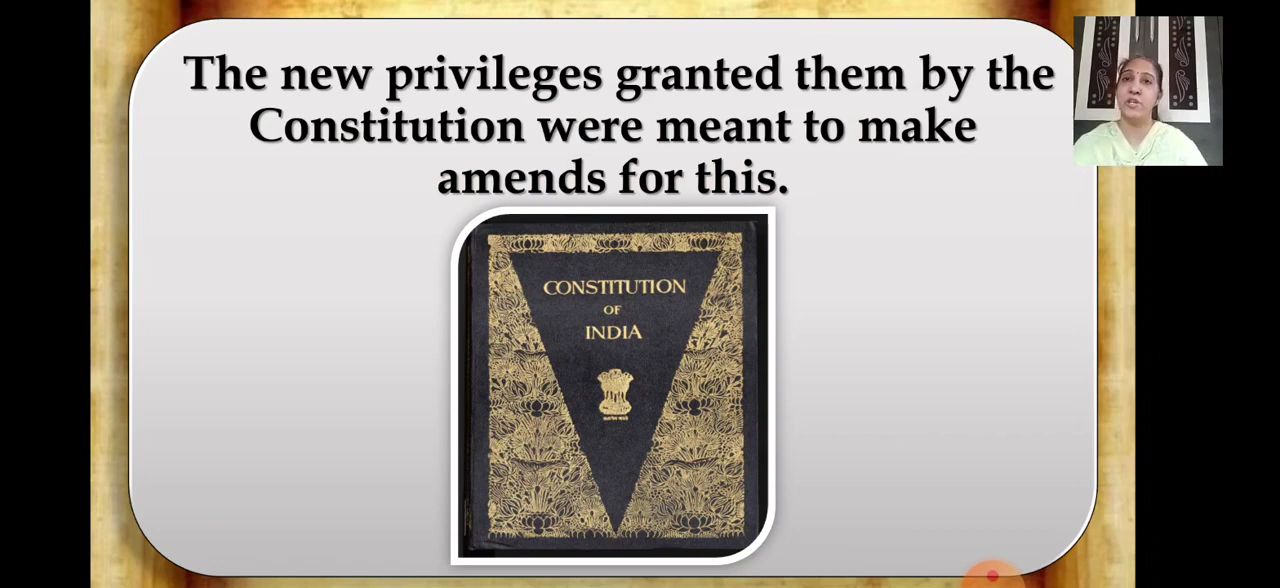 The new privileges granted them by the
Constitution were meant to make
amends for this.
CONSTITUTION
OF
INDIA